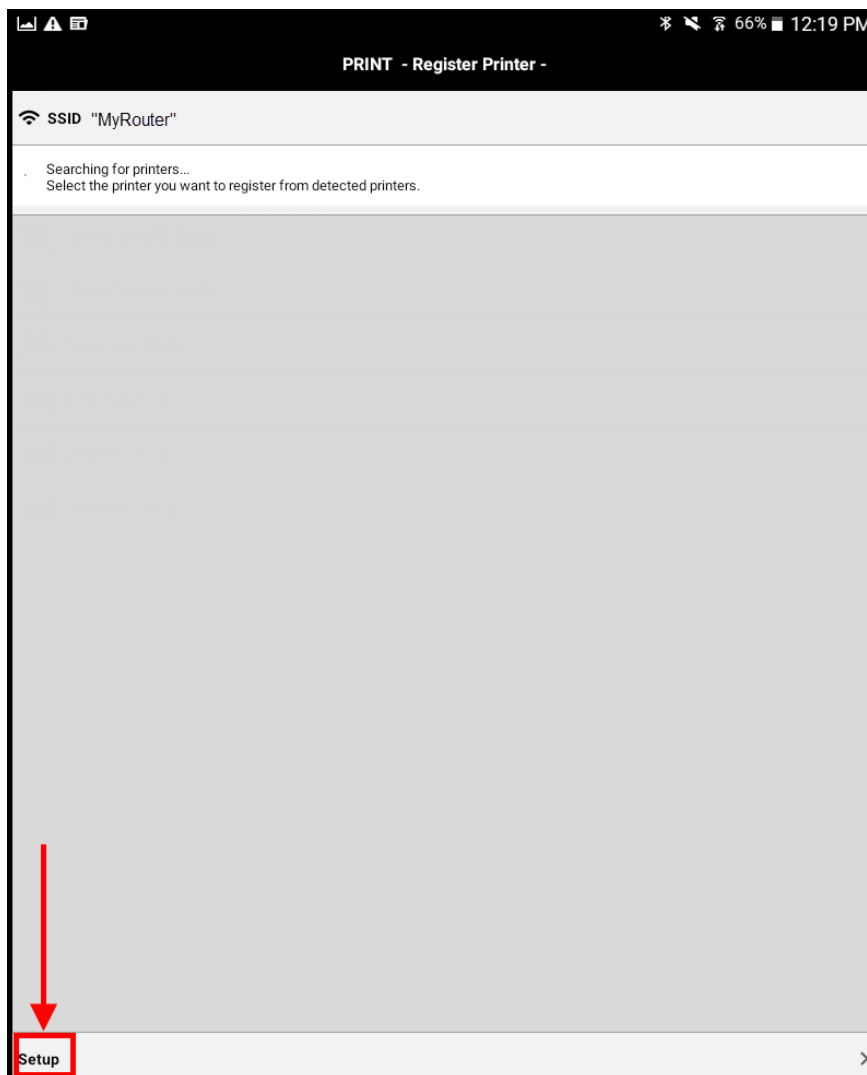 66% 12:19 PM
PRINT - Register Printer -
SSID "MyRouter"
Searching for printers...
Select the printer you want to register from detected printers.
Setup